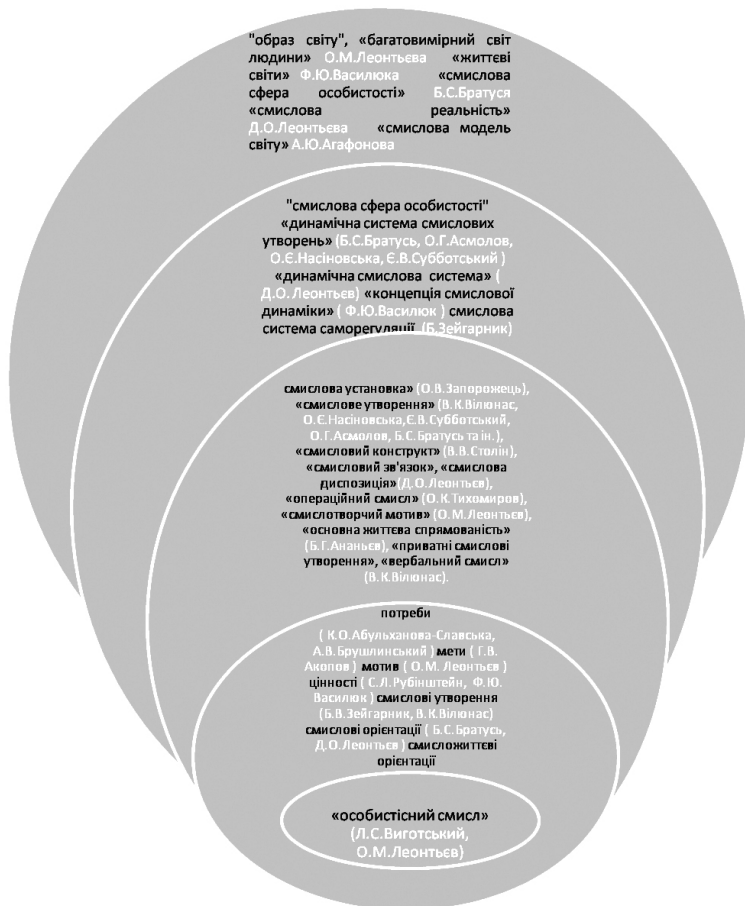 "образ світу", «багатовимірний світ
людини» О.М.Леонтьєва «життєві
світи» Ф.Ю.Василюка «смислова
сфера особистості» Б.С.Братуся
«смислова реальність»
Д.О.Леонтьєва «смислова модель
світу» А.Ю.Агафонова
"смислова сфера особистості"
«динамічна система смислових
утворень» (Б.С.Братусь, О.Г.Асмолов,
О.Є.Насіновська, Є.В.Субботський )
«динамічна смислова система» (
Д.О.Леонтьєв) «концепція смислової
динаміки» ( Ф.Ю.Василюк ) смислова
система саморегуляції (Б.Зейгарник)
смислова установка» (О.В.Запорожець),
«смислове утворення» (В.К.Вілюнас,
О.Є.Насіновська,Є.В.Субботський,
О.Г.Асмолов, Б.С.Братусь та ін.),
«смисловий конструкт» (В.В.Столін),
«смисловий зв'язок», «смислова
диспозиція»(Д.О.Леонтьєв),
«операційний смисл» (О.К.Тихомиров),
«смислотворчий мотив» (О.М.Леонтьєв),
«основна життєва спрямованість»
(Б.Г.Ананьєв), «приватні смислові
утворення», «вербальний смисл»
(В.К.Вілюнас).
потреби
( К.О.Абульханова-Славська,
А.В.Брушлинський ) мети ( Г.В.
Акопов ) мотив ( О.М. Леонтьєв )
цінності ( С.Л.Рубінштейн, Ф.Ю.
Василюк ) смислові утворення
(Б.В.Зейгарник, В.К.Вілюнас)
смислові орієнтації ( Б.С.Братусь,
Д.О.Леонтьєв ) смисложиттєві
орієнтації
«особистісний смисл»
(Л.С.Виготський,
О.М.Леонтьєв)